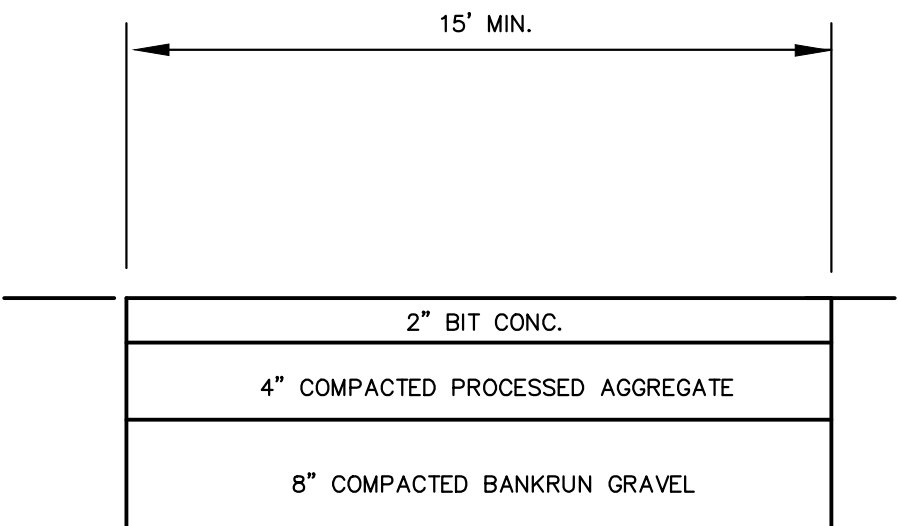 15' MIN.
2" BIT CONC.
4" COMPACTED PROCESSED AGGREGATE
8" COMPACTED BANKRUN GRAVEL